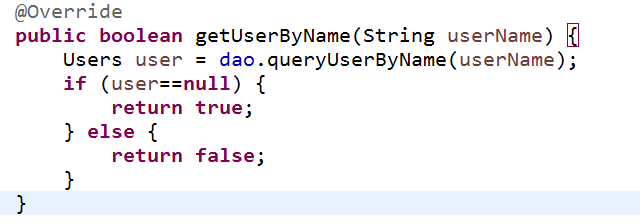 @Override
public boolean getUserByName(String userName) {
    Users user = dao.queryUserByName(userName);
    if (user==null) {
        return true;
    } else {
        return false;
    }
}